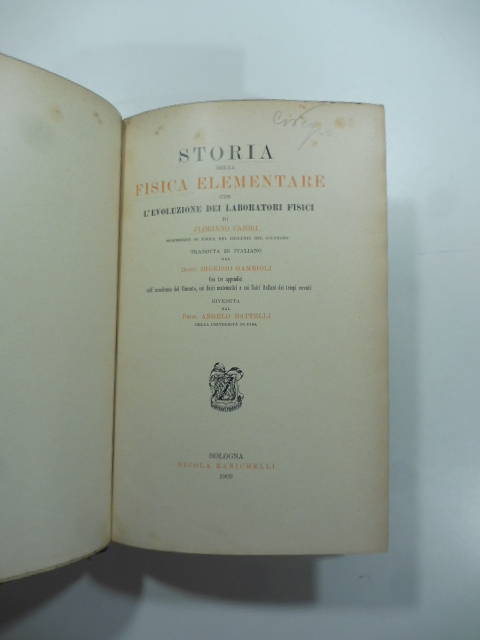 STORIA
DELLA
FISICA ELEMENTARE
CON
L'EVOLUZIONE DEI LABORATORI FISICI
DI
FLORIANO CAJORI
PROFESSORE DI FISICA NEL COLLEGIO DEL COLORADO
TRADOTTA IN ITALIANO
DAL
DOTT. DIONISIO GAMBIOLI
Con tre appendici
sull'accademia del Cimento, sui fisici matematici e sui fisici italiani dei tempi recenti
RIVEDUTA
DAL
PROF. ANGELO BATTELLI
DELLA UNIVERSITÀ DI PISA
BOLOGNA
NICOLA ZANICHELLI
1909